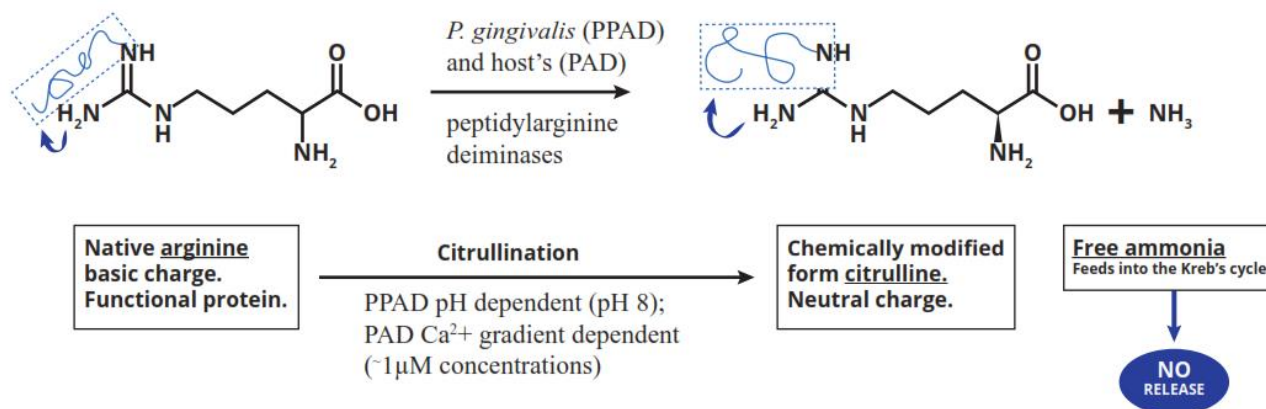 NH
H₂N
N
H
O
OH
NH₂
P. gingivalis (PPAD)
and host's (PAD)
peptidylarginine
deiminases
NH
H₂N
N
H
O
OH
NH₂
+
NH₃
Native arginine
basic charge.
Functional protein.
Citrullination
PPAD pH dependent (pH 8);
PAD Ca²+ gradient dependent
(~1µM concentrations)
Chemically modified
form citrulline.
Neutral charge.
Free ammonia
Feeds into the Kreb's cycle
NO
RELEASE